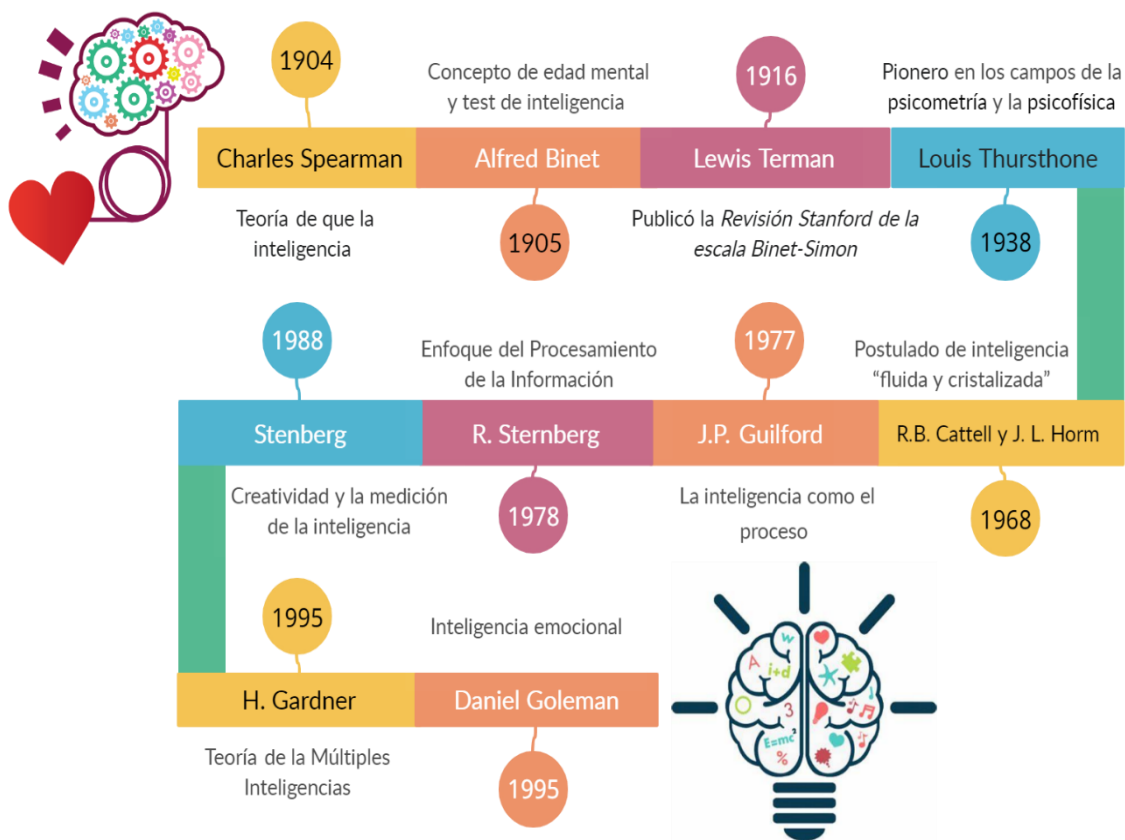 1904
Charles Spearman
Teoría de que la
inteligencia
Concepto de edad mental
y test de inteligencia
Alfred Binet
1905
1916
Lewis Terman
Publicó la Revisión Stanford de la
escala Binet-Simon
Pionero en los campos de la
psicometría y la psicofísica
Louis Thursthone
1938
Postulado de inteligencia
“fluida y cristalizada”
R.B. Cattell y J. L. Horm
1968
1977
J.P. Guilford
La inteligencia como el
proceso
Enfoque del Procesamiento
de la Información
R. Sternberg
1978
1988
Stenberg
Creatividad y la medición
de la inteligencia
1995
H. Gardner
Teoría de la Múltiples
Inteligencias
Inteligencia emocional
Daniel Goleman
1995
w
A
i+d
3
E=mc²
%